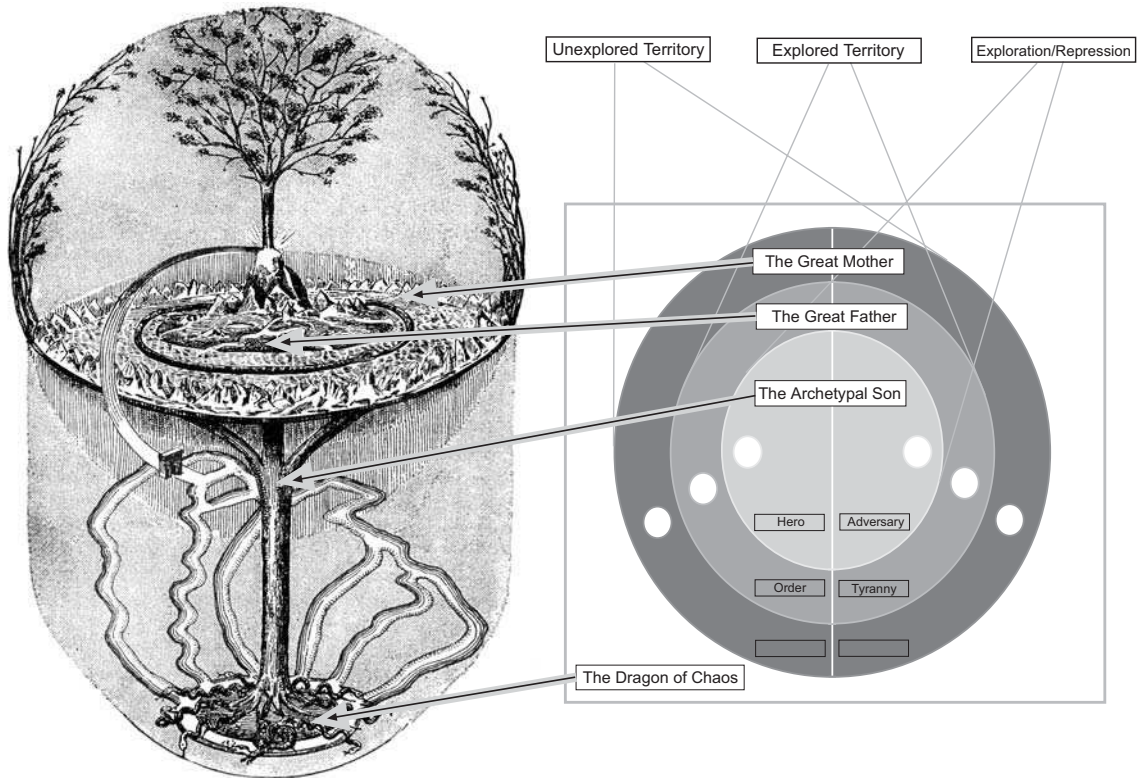 Unexplored Territory
Explored Territory
Exploration/Repression
The Great Mother
The Great Father
The Archetypal Son
Hero
Adversary
Order
Tyranny
The Dragon of Chaos